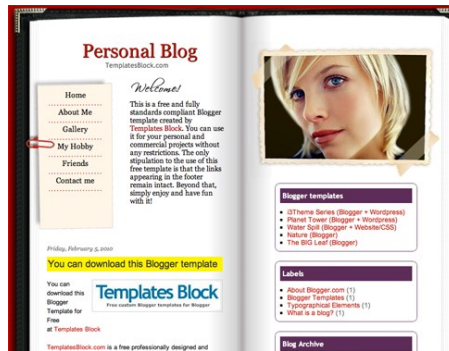 Personal Blog
TemplatesBlock.com
Home
About Me
Gallery
My Hobby
Friends
Contact me
Welcome!
This is a free and fully
standards compliant Blogger
template created by
Templates Block. You can use
it for your personal and
commercial projects without
any restrictions. The only
stipulation to the use of this
free template is that the links
appearing in the footer
remain intact. Beyond that,
simply enjoy and have fun
with it!
Friday, February 5, 2010
You can download this Blogger template
You can
download this
Blogger
Template for
Free
at Templates Block
Templates Block
Free custom Blogger templates for Blogger
TemplatesBlock.com is a free professionally designed and
Blogger templates
i3Theme Series (Blogger + Wordpress)
Planet Tower (Blogger + Wordpress)
Water Spill (Blogger + Website/CSS)
Nature (Blogger)
The BIG Leaf (Blogger)
Labels
About Blogger.com (1)
Blogger Templates (1)
Typographical Elements (1)
What is a blog? (1)
Blog Archive